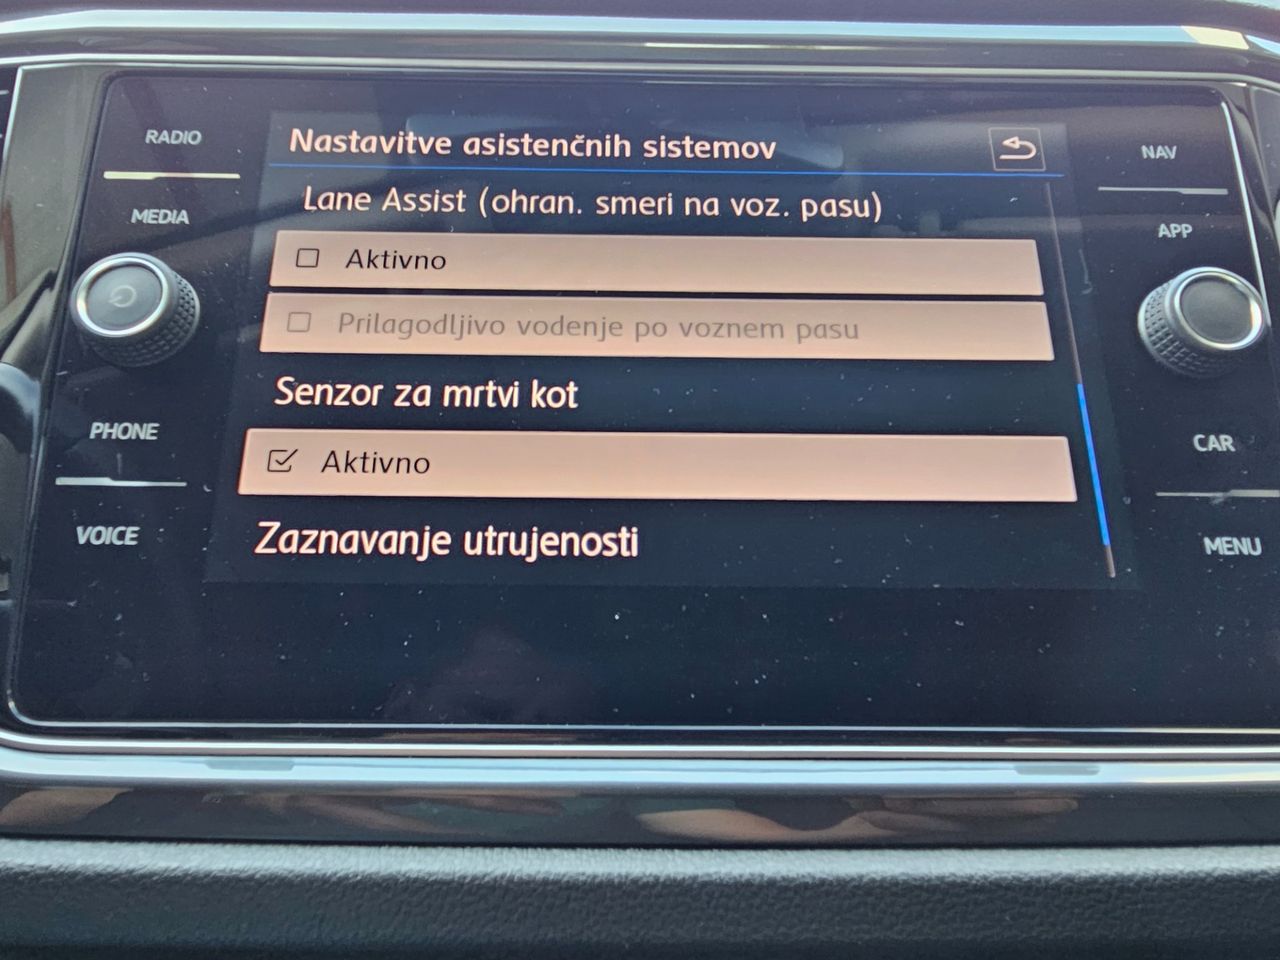 Nastavitve asistenčnih sistemov
RADIO
NAV
Lane Assist (ohran. smeri na voz. pasu)
MEDIA
APP
Aktivno
Prilagodljivo vodenje po voznem pasu
Senzor za mrtvi kot
PHONE
CAR
Aktivno
VOICE
Zaznavanje utrujenosti
MENU